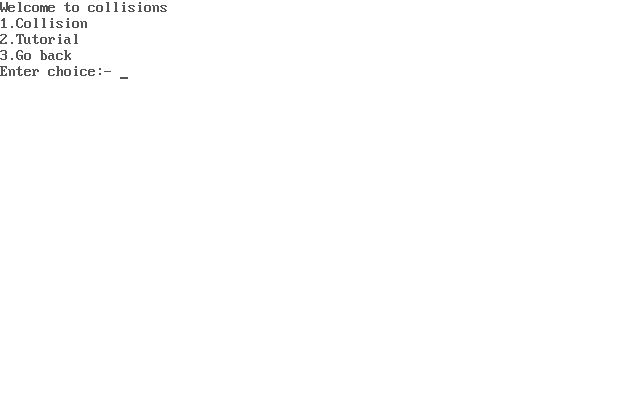 Welcome to collisions
1.Collision
2.Tutorial
3.Go back
Enter choice:- _